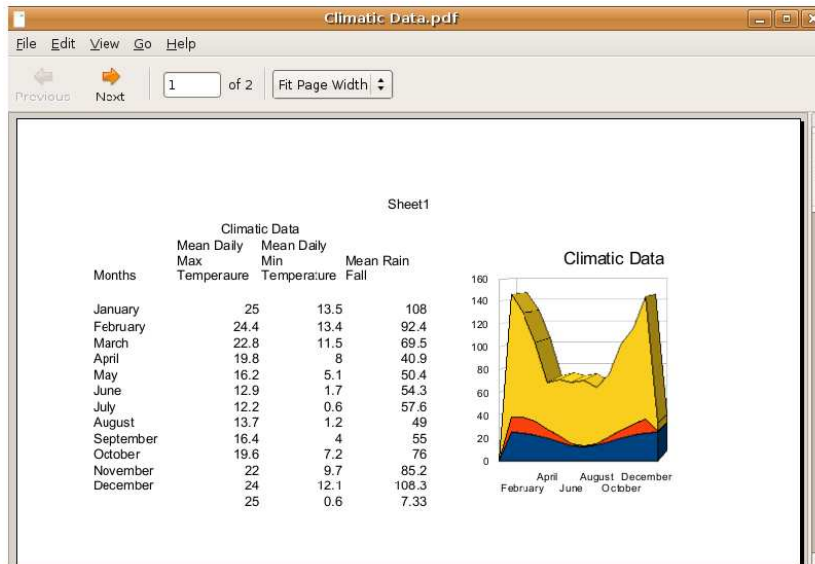 Climatic Data.pdf
File Edit View Go Help
Previous Next 1 of 2 Fit Page Width
Sheet1
Climatic Data
Mean Daily Mean Daily
Max Min Mean Rain
Months Temperaure Temperature Fall
January 25 13.5 108
February 24.4 13.4 92.4
March 22.8 11.5 69.5
April 19.8 8 40.9
May 16.2 5.1 50.4
June 12.9 1.7 54.3
July 12.2 0.6 57.6
August 13.7 1.2 49
September 16.4 4 55
October 19.6 7.2 76
November 22 9.7 85.2
December 24 12.1 108.3
25 0.6 7.33
Climatic Data
160
140
120
100
80
60
40
20
0
April August December
February June October